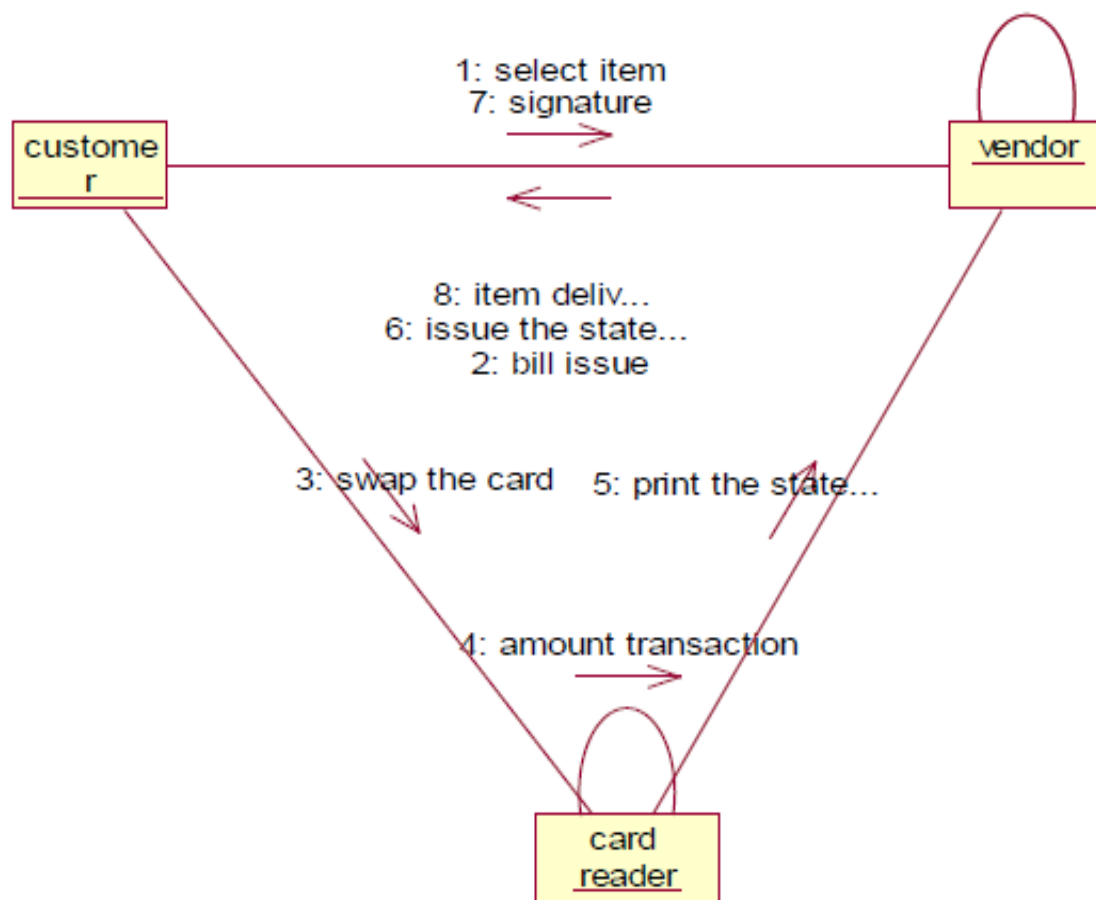 1: select item
7: signature
custome
r
vendor
8: item deliv...
6: issue the state...
2: bill issue
3: swap the card
5: print the state...
4: amount transaction
card
reader